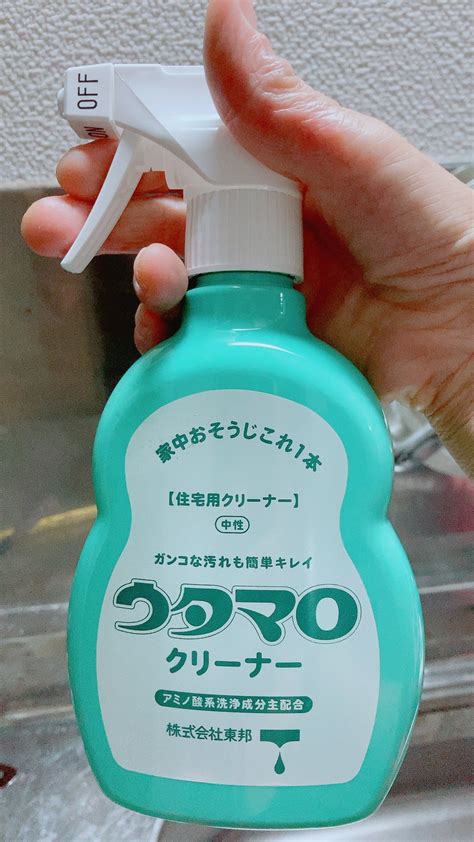 OFF
ON
家中おそうじこれ1本
【住宅用クリーナー】
中性
ガンコな汚れも簡単キレイ
ウタマロ
クリーナー
アミノ酸系洗浄成分主配合
株式会社東邦